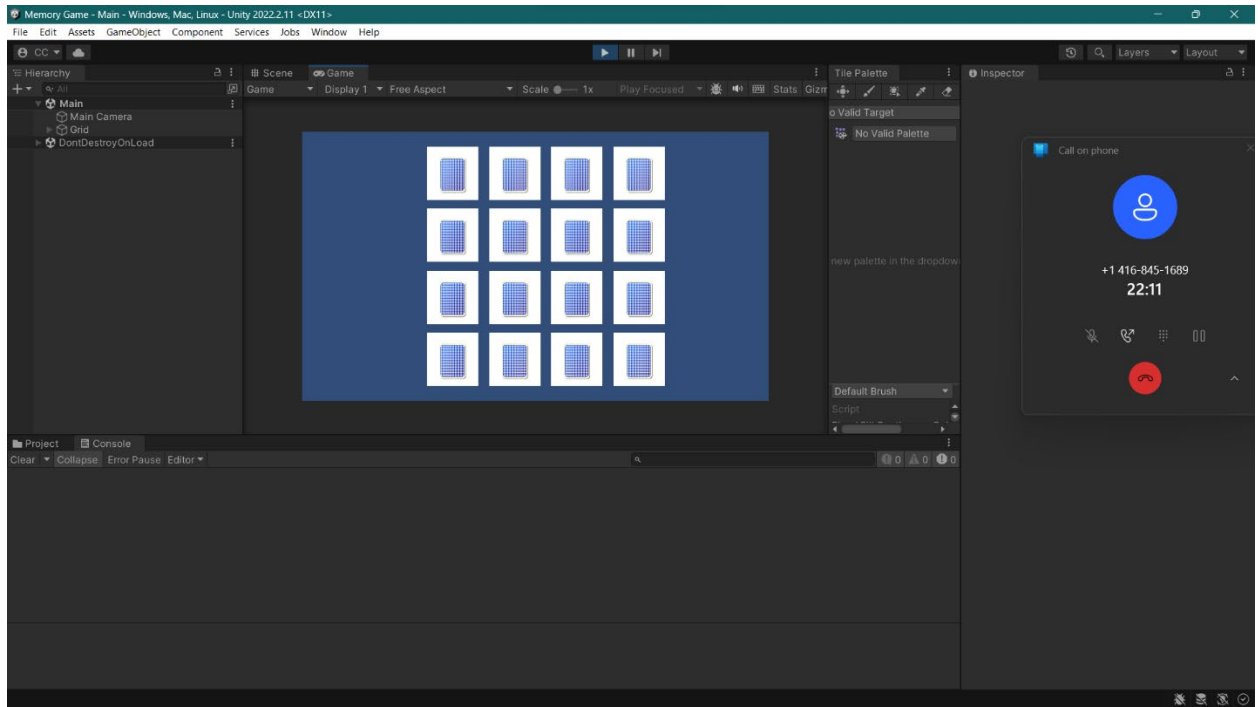 Memory Game - Main - Windows, Mac, Linux - Unity 2022.2.11 <DX11>
File Edit Assets GameObject Component Services Jobs Window Help
CC
Layers Layout
Hierarchy
Scene Game
Tile Palette
Inspector
All
Game Display 1 Free Aspect Scale 1x Play Focused Stats Gizm
Main
Main Camera
Grid
DontDestroyOnLoad
o Valid Target
No Valid Palette
new palette in the dropdow
Default Brush
Script
Call on phone
+1 416-845-1689
22:11
Project Console
Clear Collapse Error Pause Editor
0 0 0